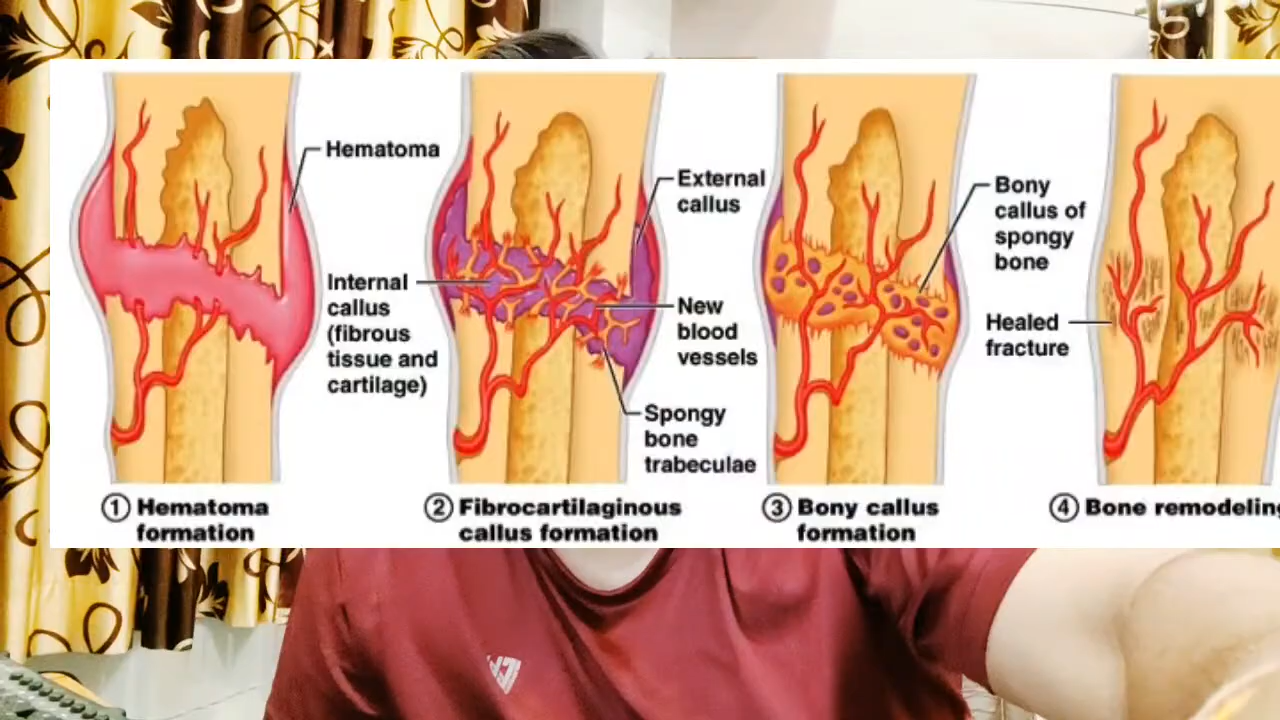 Hematoma
Internal
callus
(fibrous
tissue and
cartilage)
External
callus
New
blood
vessels
Spongy
bone
trabeculae
Bony
callus of
spongy
bone
Healed
fracture
① Hematoma
formation
② Fibrocartilaginous
callus formation
③ Bony callus
formation
④ Bone remodeling